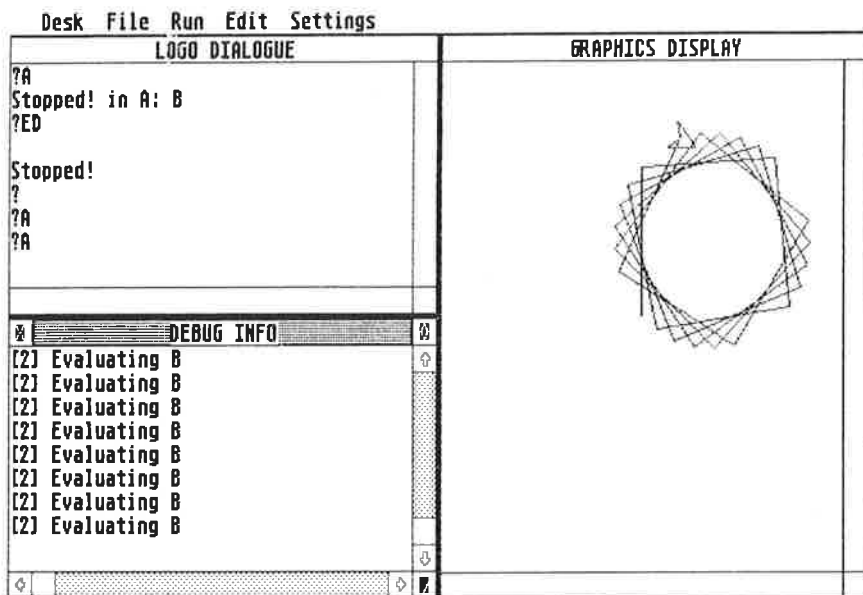 Desk File Run Edit Settings
LOGO DIALOGUE
?A
Stopped! in A: B
?ED
Stopped!
?
?A
?A
DEBUG INFO
[2] Evaluating B
[2] Evaluating B
[2] Evaluating B
[2] Evaluating B
[2] Evaluating B
[2] Evaluating B
[2] Evaluating B
[2] Evaluating B
GRAPHICS DISPLAY